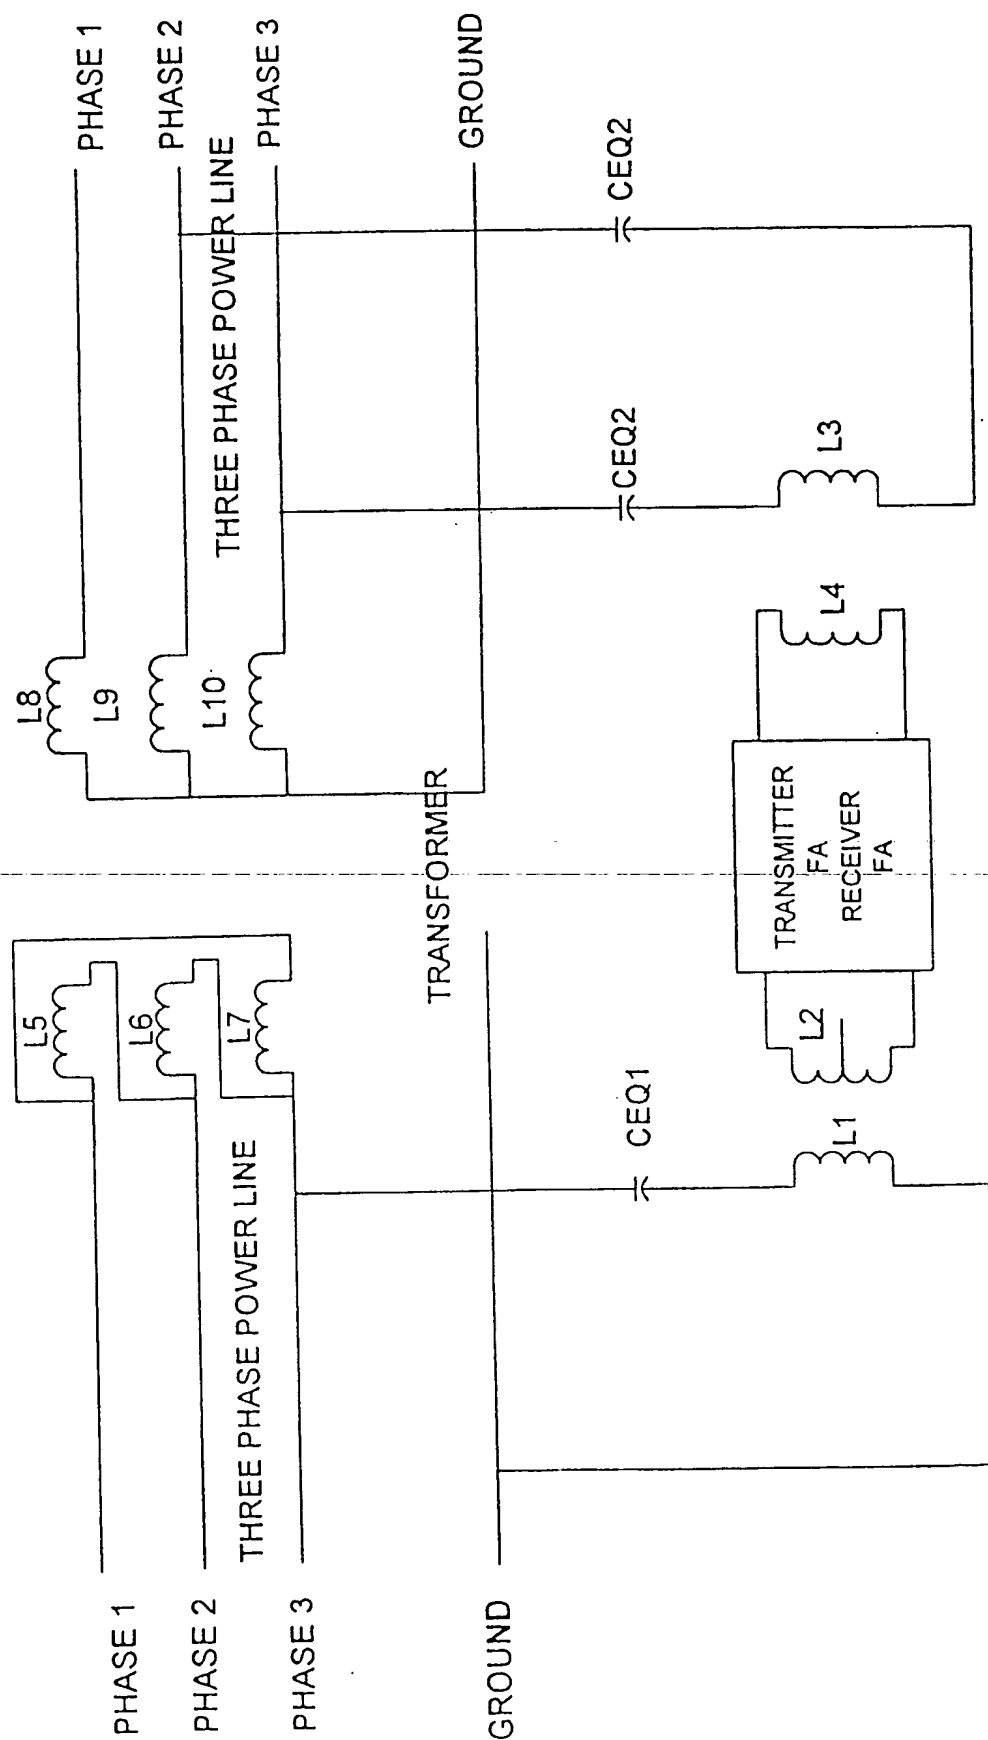 PHASE 1
PHASE 2
PHASE 3
GROUND
THREE PHASE POWER LINE
L5
L6
L7
TRANSFORMER
L8
L9
L10
THREE PHASE POWER LINE
PHASE 1
PHASE 2
PHASE 3
GROUND
CEQ1
CEQ2
CEQ2
L1
L2
TRANSMITTER
FA
RECEIVER
FA
L4
L3